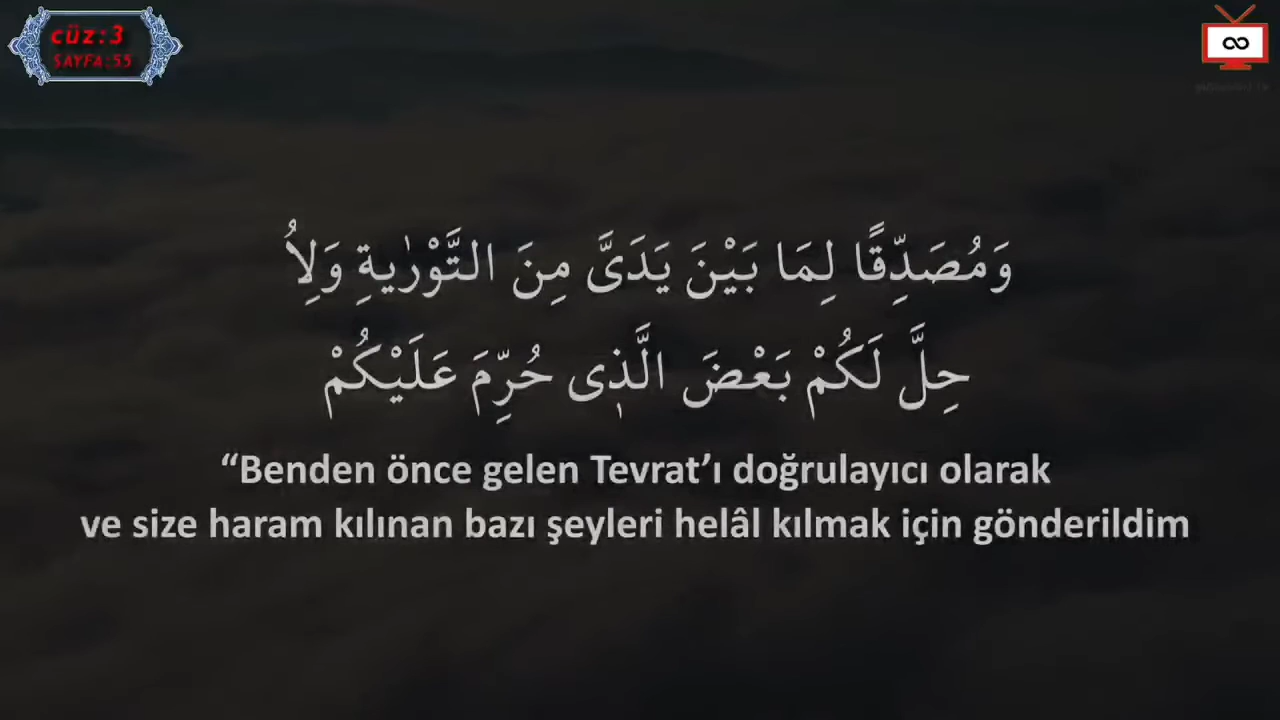 cüz:3
SAYFA:55
وَمُصَدِّقًا لِمَا بَيْنَ يَدَىَّ مِنَ التَّوْرٰيةِ وَلِاُ
حِلَّ لَكُمْ بَعْضَ الَّذ۪ى حُرِّمَ عَلَيْكُمْ
“Benden önce gelen Tevrat’ı doğrulayıcı olarak
ve size haram kılınan bazı şeyleri helâl kılmak için gönderildim